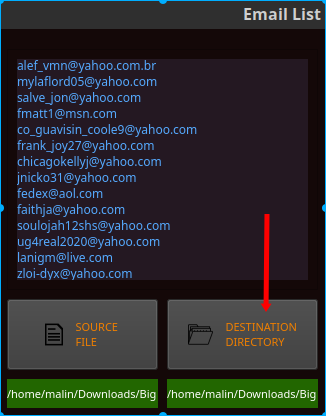 Email List
alef_vmn@yahoo.com.br
mylaflord05@yahoo.com
salve_jon@yahoo.com
fmatt1@msn.com
co_guavisin_coole9@yahoo.com
frank_joy27@yahoo.com
chicagokellyj@yahoo.com
jnicko31@yahoo.com
fedex@aol.com
faithja@yahoo.com
soulojah12shs@yahoo.com
ug4real2020@yahoo.com
lanigm@live.com
zloi-dyx@yahoo.com
SOURCE
FILE
DESTINATION
DIRECTORY
/home/malin/Downloads/Big
/home/malin/Downloads/Big